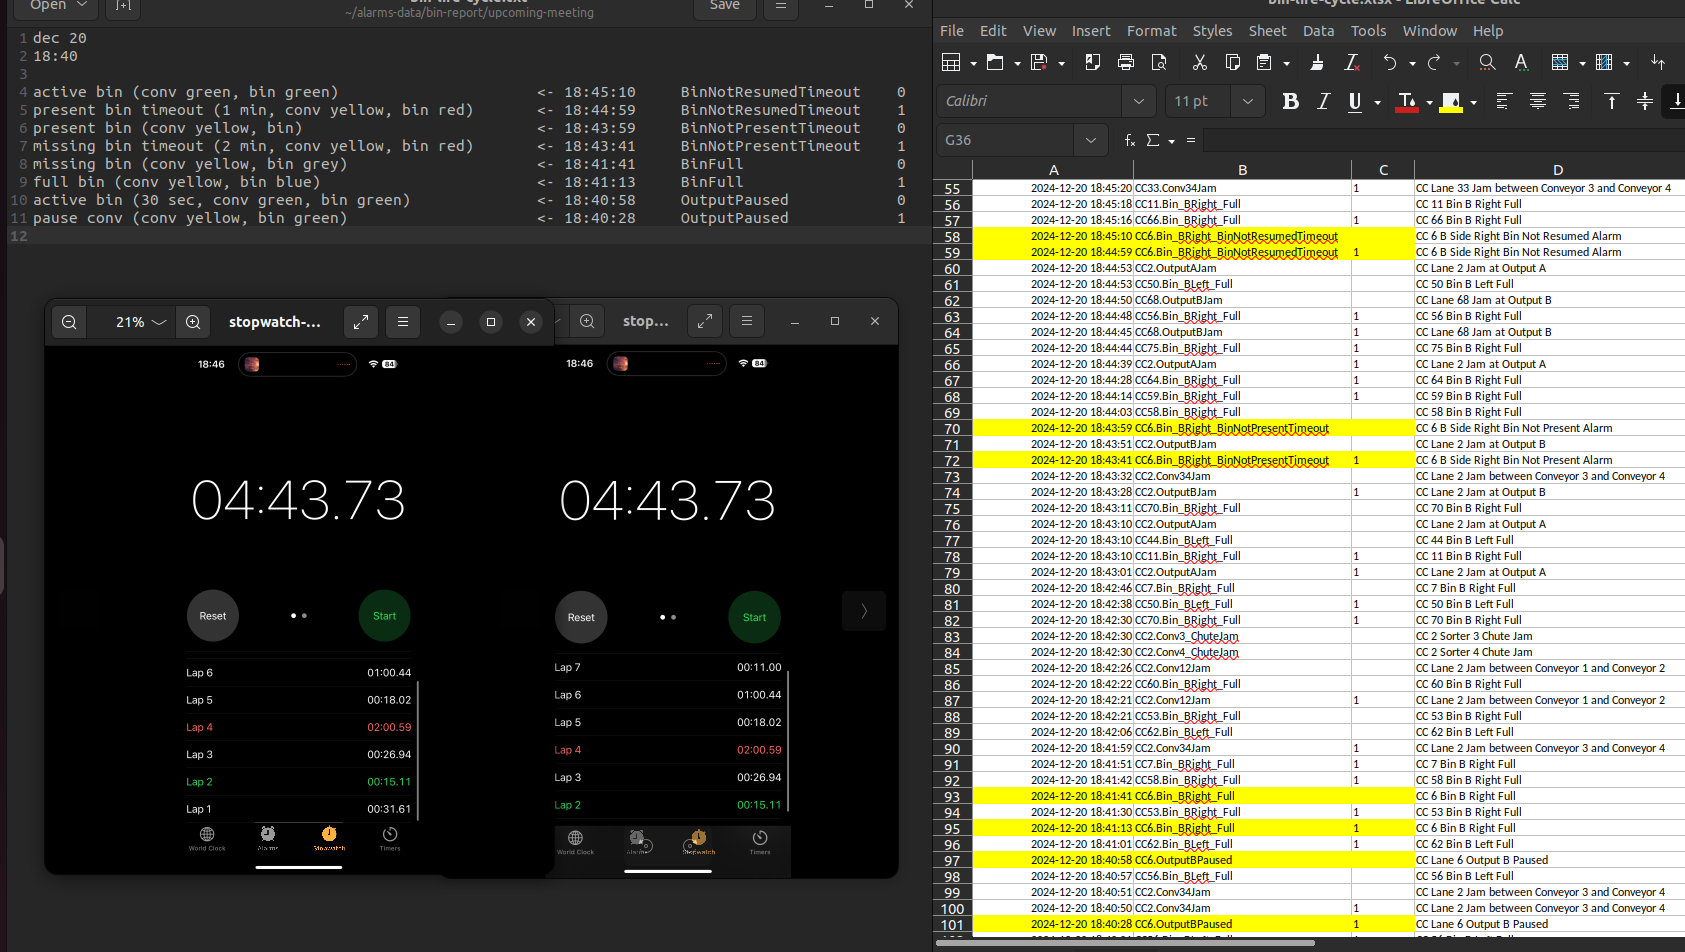 Open
bin-life-cycle.txt
~/alarms-data/bin-report/upcoming-meeting
Save
1 dec 20
2 18:40
3
4 active bin (conv green, bin green) <- 18:45:10 BinNotResumedTimeout 0
5 present bin timeout (1 min, conv yellow, bin red) <- 18:44:59 BinNotResumedTimeout 1
6 present bin (conv yellow, bin) <- 18:43:59 BinNotPresentTimeout 0
7 missing bin timeout (2 min, conv yellow, bin red) <- 18:43:41 BinNotPresentTimeout 1
8 missing bin (conv yellow, bin grey) <- 18:41:41 BinFull 0
9 full bin (conv yellow, bin blue) <- 18:41:13 BinFull 1
10 active bin (30 sec, conv green, bin green) <- 18:40:58 OutputPaused 0
11 pause conv (conv yellow, bin green) <- 18:40:28 OutputPaused 1
12
21%
stopwatch-...
18:46
84
04:43.73
Reset
Start
Lap 6 01:00.44
Lap 5 00:18.02
Lap 4 02:00.59
Lap 3 00:26.94
Lap 2 00:15.11
Lap 1 00:31.61
World Clock
Alarms
Stopwatch
Timers
stop...
18:46
84
04:43.73
Reset
Start
Lap 7 00:11.00
Lap 6 01:00.44
Lap 5 00:18.02
Lap 4 02:00.59
Lap 3 00:26.94
Lap 2 00:15.11
World Clock
Alarms
Stopwatch
Timers
bin-life-cycle.xlsx - LibreOffice Calc
File Edit View Insert Format Styles Sheet Data Tools Window Help
Calibri 11 pt B I U
G36 fx Σ =
A B C D
55 2024-12-20 18:45:20 CC33.Conv34Jam 1 CC Lane 33 Jam between Conveyor 3 and Conveyor 4
56 2024-12-20 18:45:18 CC11.Bin_BRight_Full CC 11 Bin B Right Full
57 2024-12-20 18:45:16 CC66.Bin_BRight_Full 1 CC 66 Bin B Right Full
58 2024-12-20 18:45:10 CC6.Bin_BRight_BinNotResumedTimeout CC 6 B Side Right Bin Not Resumed Alarm
59 2024-12-20 18:44:59 CC6.Bin_BRight_BinNotResumedTimeout 1 CC 6 B Side Right Bin Not Resumed Alarm
60 2024-12-20 18:44:53 CC2.OutputAJam CC Lane 2 Jam at Output A
61 2024-12-20 18:44:53 CC50.Bin_BLeft_Full CC 50 Bin B Left Full
62 2024-12-20 18:44:50 CC68.OutputBJam CC Lane 68 Jam at Output B
63 2024-12-20 18:44:48 CC56.Bin_BRight_Full 1 CC 56 Bin B Right Full
64 2024-12-20 18:44:45 CC68.OutputBJam 1 CC Lane 68 Jam at Output B
65 2024-12-20 18:44:44 CC75.Bin_BRight_Full 1 CC 75 Bin B Right Full
66 2024-12-20 18:44:39 CC2.OutputAJam 1 CC Lane 2 Jam at Output A
67 2024-12-20 18:44:28 CC64.Bin_BRight_Full 1 CC 64 Bin B Right Full
68 2024-12-20 18:44:14 CC59.Bin_BRight_Full 1 CC 59 Bin B Right Full
69 2024-12-20 18:44:03 CC58.Bin_BRight_Full CC 58 Bin B Right Full
70 2024-12-20 18:43:59 CC6.Bin_BRight_BinNotPresentTimeout CC 6 B Side Right Bin Not Present Alarm
71 2024-12-20 18:43:51 CC2.OutputBJam CC Lane 2 Jam at Output B
72 2024-12-20 18:43:41 CC6.Bin_BRight_BinNotPresentTimeout 1 CC 6 B Side Right Bin Not Present Alarm
73 2024-12-20 18:43:32 CC2.Conv34Jam CC Lane 2 Jam between Conveyor 3 and Conveyor 4
74 2024-12-20 18:43:28 CC2.OutputBJam 1 CC Lane 2 Jam at Output B
75 2024-12-20 18:43:11 CC70.Bin_BRight_Full CC 70 Bin B Right Full
76 2024-12-20 18:43:10 CC2.OutputAJam CC Lane 2 Jam at Output A
77 2024-12-20 18:43:10 CC44.Bin_BLeft_Full CC 44 Bin B Left Full
78 2024-12-20 18:43:10 CC11.Bin_BRight_Full 1 CC 11 Bin B Right Full
79 2024-12-20 18:43:01 CC2.OutputAJam 1 CC Lane 2 Jam at Output A
80 2024-12-20 18:42:46 CC7.Bin_BRight_Full CC 7 Bin B Right Full
81 2024-12-20 18:42:38 CC50.Bin_BLeft_Full 1 CC 50 Bin B Left Full
82 2024-12-20 18:42:30 CC70.Bin_BRight_Full 1 CC 70 Bin B Right Full
83 2024-12-20 18:42:30 CC2.Conv3_ChuteJam CC 2 Sorter 3 Chute Jam
84 2024-12-20 18:42:30 CC2.Conv4_ChuteJam CC 2 Sorter 4 Chute Jam
85 2024-12-20 18:42:26 CC2.Conv12Jam CC Lane 2 Jam between Conveyor 1 and Conveyor 2
86 2024-12-20 18:42:22 CC60.Bin_BRight_Full CC 60 Bin B Right Full
87 2024-12-20 18:42:21 CC2.Conv12Jam 1 CC Lane 2 Jam between Conveyor 1 and Conveyor 2
88 2024-12-20 18:42:21 CC53.Bin_BRight_Full CC 53 Bin B Right Full
89 2024-12-20 18:42:06 CC62.Bin_BLeft_Full CC 62 Bin B Left Full
90 2024-12-20 18:41:59 CC2.Conv34Jam 1 CC Lane 2 Jam between Conveyor 3 and Conveyor 4
91 2024-12-20 18:41:51 CC7.Bin_BRight_Full 1 CC 7 Bin B Right Full
92 2024-12-20 18:41:42 CC58.Bin_BRight_Full 1 CC 58 Bin B Right Full
93 2024-12-20 18:41:41 CC6.Bin_BRight_Full CC 6 Bin B Right Full
94 2024-12-20 18:41:30 CC53.Bin_BRight_Full 1 CC 53 Bin B Right Full
95 2024-12-20 18:41:13 CC6.Bin_BRight_Full 1 CC 6 Bin B Right Full
96 2024-12-20 18:41:01 CC62.Bin_BLeft_Full 1 CC 62 Bin B Left Full
97 2024-12-20 18:40:58 CC6.OutputBPaused CC Lane 6 Output B Paused
98 2024-12-20 18:40:57 CC56.Bin_BLeft_Full CC 56 Bin B Left Full
99 2024-12-20 18:40:51 CC2.Conv34Jam CC Lane 2 Jam between Conveyor 3 and Conveyor 4
100 2024-12-20 18:40:50 CC2.Conv34Jam 1 CC Lane 2 Jam between Conveyor 3 and Conveyor 4
101 2024-12-20 18:40:28 CC6.OutputBPaused 1 CC Lane 6 Output B Paused